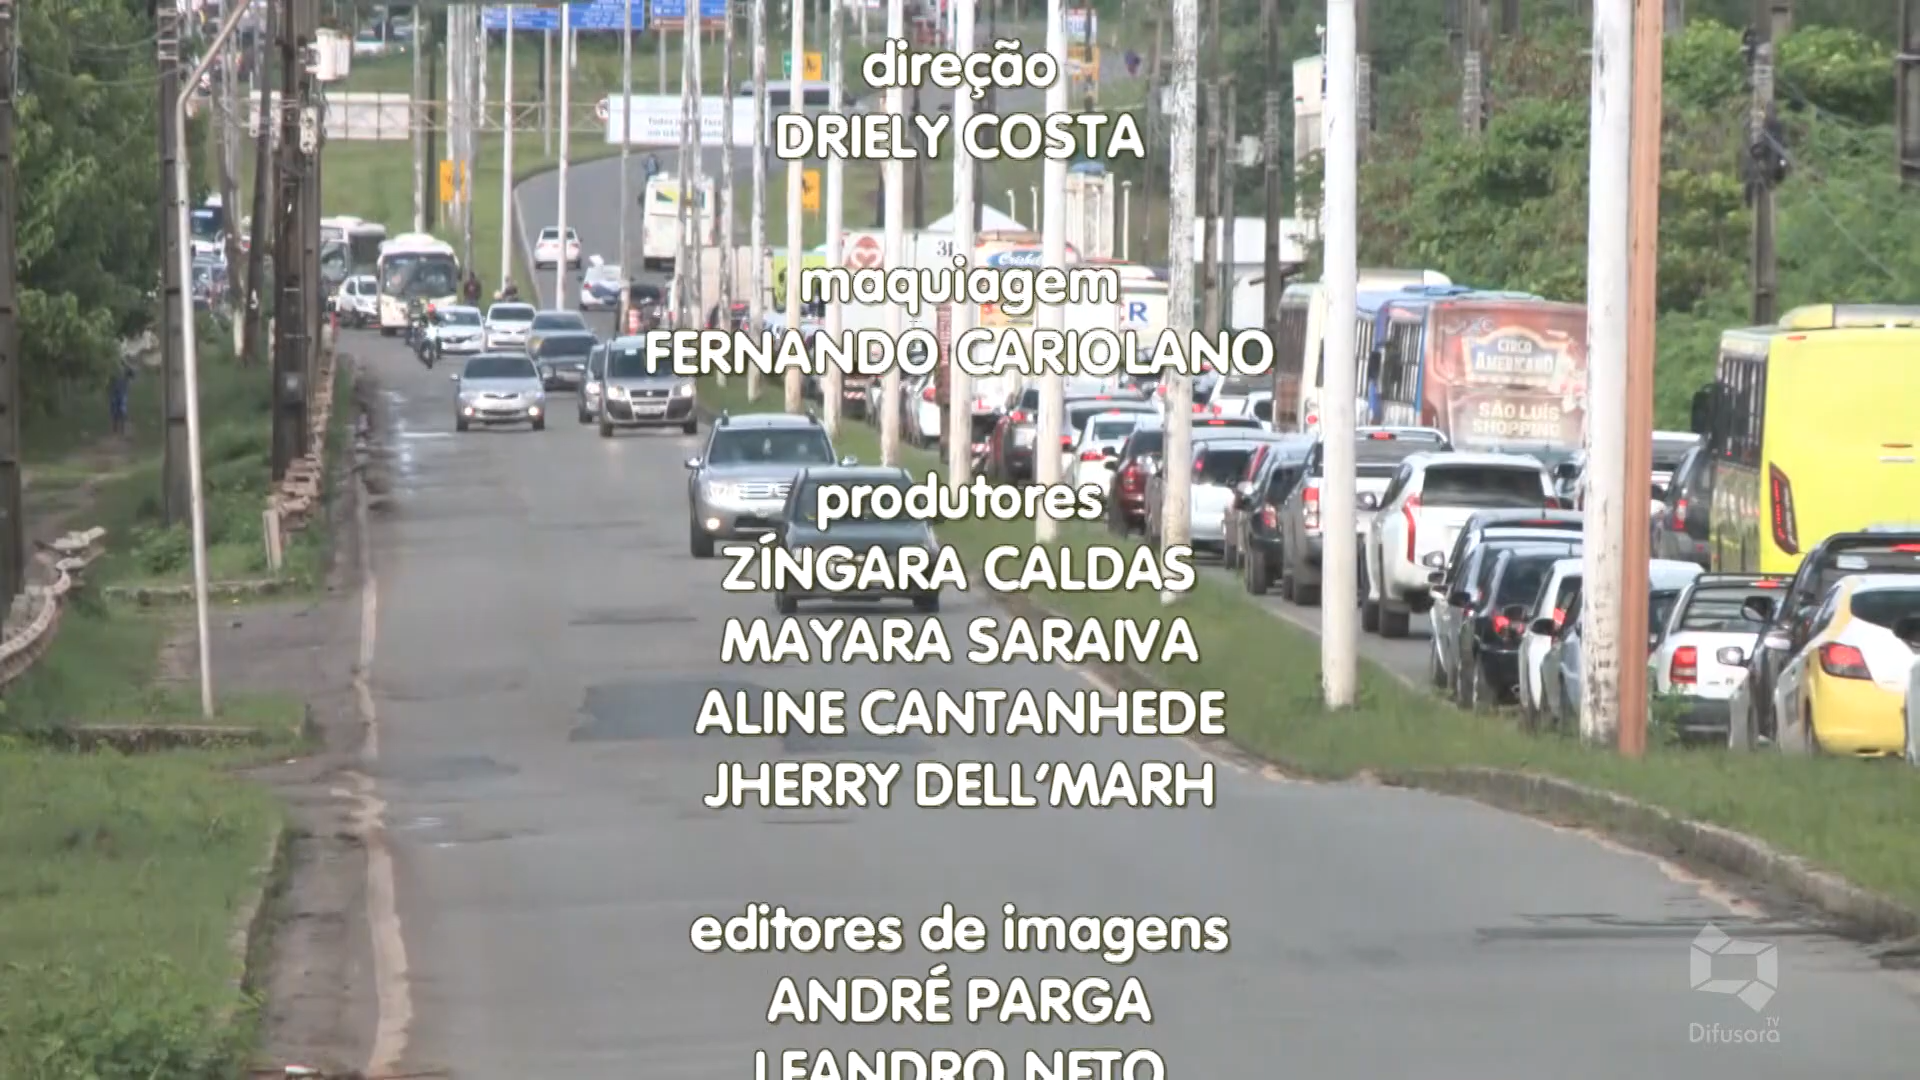 direção
DRIELY COSTA
maquiagem
FERNANDO CARIOLANO
produtores
ZÍNGARA CALDAS
MAYARA SARAIVA
ALINE CANTANHEDE
JHERRY DELL'MARH
editores de imagens
ANDRÉ PARGA
LEANDRO NETO
CIRCO
AMERICANO
SÃO LUÍS
SHOPPING
R
TV
Difusora